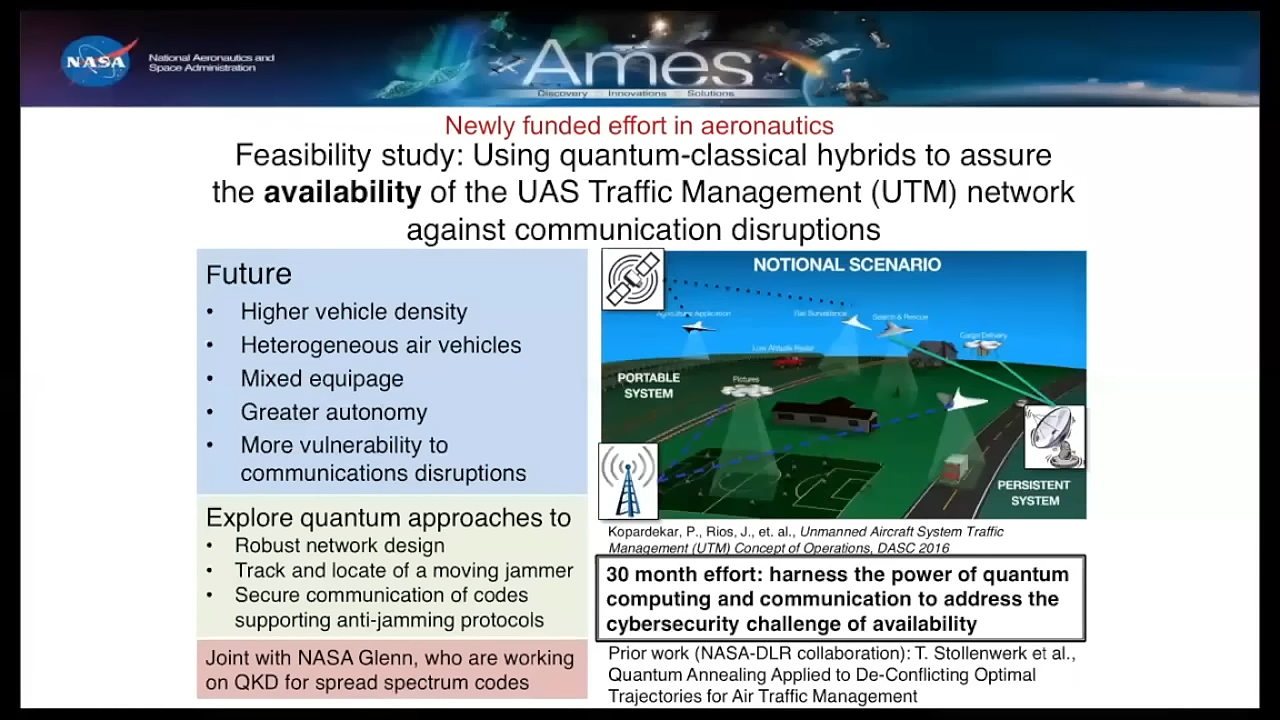 NASA
National Aeronautics and
Space Administration
Ames
Discovery Innovations Solutions
Newly funded effort in aeronautics
Feasibility study: Using quantum-classical hybrids to assure
the availability of the UAS Traffic Management (UTM) network
against communication disruptions
Future
• Higher vehicle density
• Heterogeneous air vehicles
• Mixed equipage
• Greater autonomy
• More vulnerability to
communications disruptions
Explore quantum approaches to
• Robust network design
• Track and locate of a moving jammer
• Secure communication of codes
supporting anti-jamming protocols
Joint with NASA Glenn, who are working
on QKD for spread spectrum codes
NOTIONAL SCENARIO
Agricultural Application
Rail Surveillance
Search & Rescue
Cargo Delivery
Low Altitude Radar
Pictures
PORTABLE
SYSTEM
PERSISTENT
SYSTEM
Kopardekar, P., Rios, J., et. al., Unmanned Aircraft System Traffic
Management (UTM) Concept of Operations, DASC 2016
30 month effort: harness the power of quantum
computing and communication to address the
cybersecurity challenge of availability
Prior work (NASA-DLR collaboration): T. Stollenwerk et al.,
Quantum Annealing Applied to De-Conflicting Optimal
Trajectories for Air Traffic Management